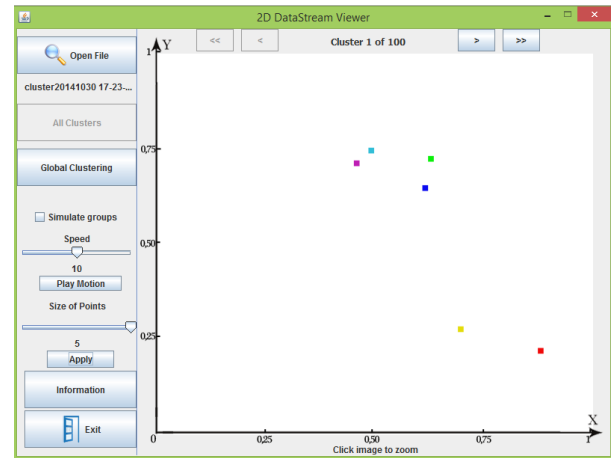 2D DataStream Viewer
Open File
cluster20141030 17-23-...
All Clusters
Global Clustering
Simulate groups
Speed
10
Play Motion
Size of Points
5
Apply
Information
Exit
<< < Cluster 1 of 100 > >>
1 Y
0,75
0,50
0,25
X
0 0,25 0,50 0,75 1
Click image to zoom